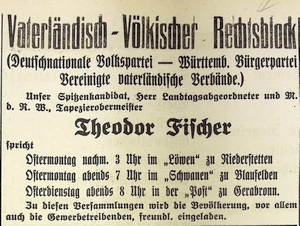 Vaterländisch-Völkischer Rechtsblock
(Deutschnationale Volkspartei — Württemb. Bürgerpartei
Vereinigte vaterländische Verbände.)
Unser Spitzenkandidat, Herr Landtagsabgeordneter und M.
d. R. W., Tapezierobermeister
Theodor Fischer
spricht
Ostermontag nachm. 3 Uhr im „Löwen" zu Niederstetten
Ostermontag abends 7 Uhr im „Schwanen" zu Blaufelden
Osterdienstag abends 8 Uhr in der „Post" zu Gerabronn.
Zu diesen Versammlungen wird die Bevölkerung, vor allem
auch die Gewerbetreibenden, freundl. eingeladen.